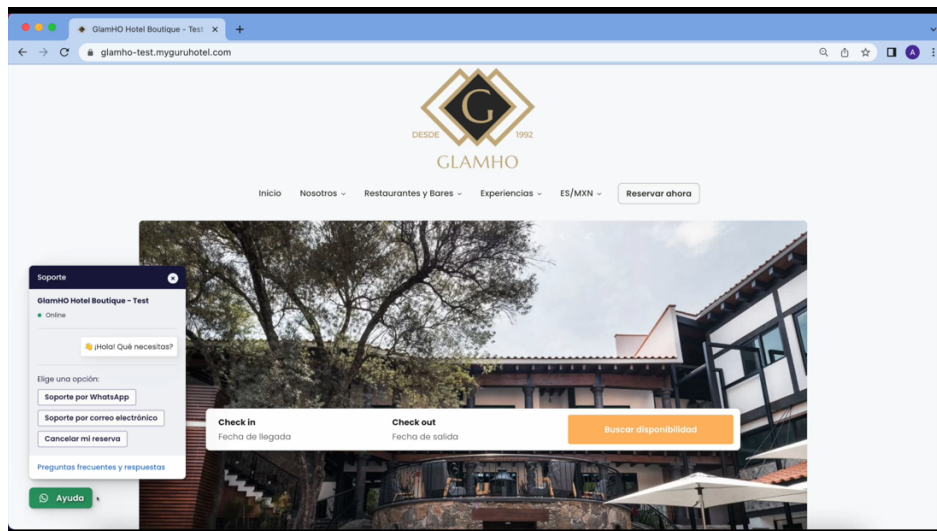 GlamHO Hotel Boutique - Test
glamho-test.myguruhotel.com
A
G
DESDE 1992
GLAMHO
Inicio Nosotros Restaurantes y Bares Experiencias ES/MXN Reservar ahora
Soporte
GlamHO Hotel Boutique - Test
Online
👋 ¡Hola! Qué necesitas?
Elige una opción:
Soporte por WhatsApp
Soporte por correo electrónico
Cancelar mi reserva
Preguntas frecuentes y respuestas
Ayuda
Check in Check out Buscar disponibilidad
Fecha de llegada Fecha de salida